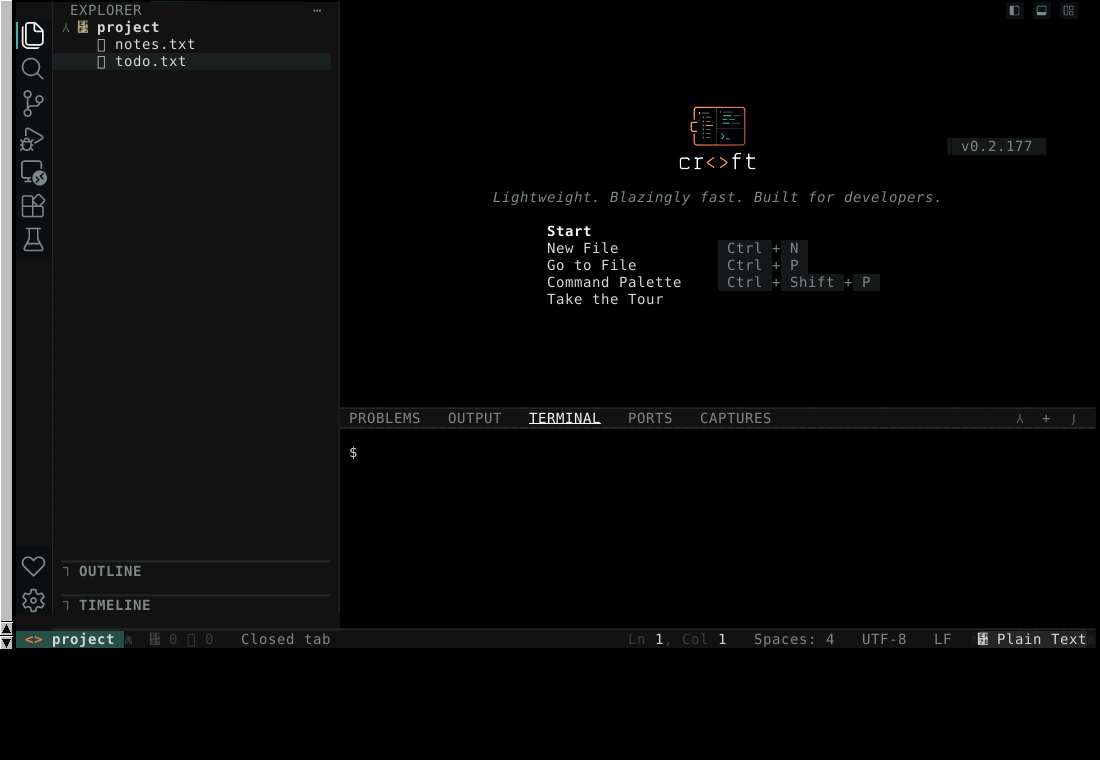 EXPLORER
project
notes.txt
todo.txt
OUTLINE
TIMELINE
cr<>ft
v0.2.177
Lightweight. Blazingly fast. Built for developers.
Start
New File Ctrl + N
Go to File Ctrl + P
Command Palette Ctrl + Shift + P
Take the Tour
PROBLEMS OUTPUT TERMINAL PORTS CAPTURES
$
<> project 0 0 Closed tab Ln 1, Col 1 Spaces: 4 UTF-8 LF Plain Text